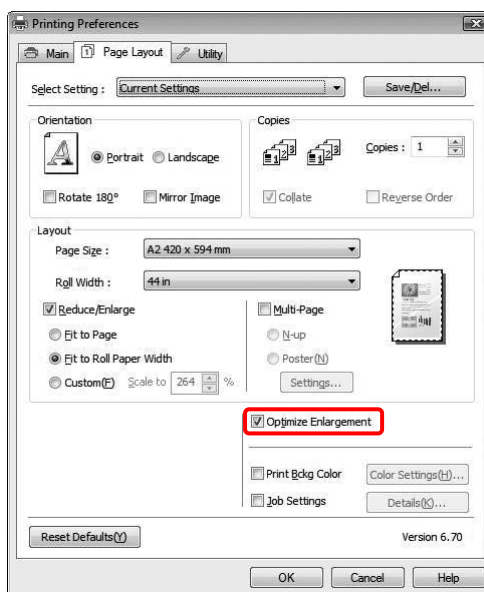 Printing Preferences
Main Page Layout Utility
Select Setting : Current Settings Save/Del...
Orientation
Portrait Landscape
Rotate 180° Mirror Image
Copies
Copies : 1
Collate Reverse Order
Layout
Page Size : A2 420 x 594 mm
Roll Width : 44 in
Reduce/Enlarge
Fit to Page
Fit to Roll Paper Width
Custom(F) Scale to 264 %
Multi-Page
N-up
Poster(N)
Settings...
Optimize Enlargement
Print Bckg Color Color Settings(H)...
Job Settings Details(K)...
Reset Defaults(Y) Version 6.70
OK Cancel Help